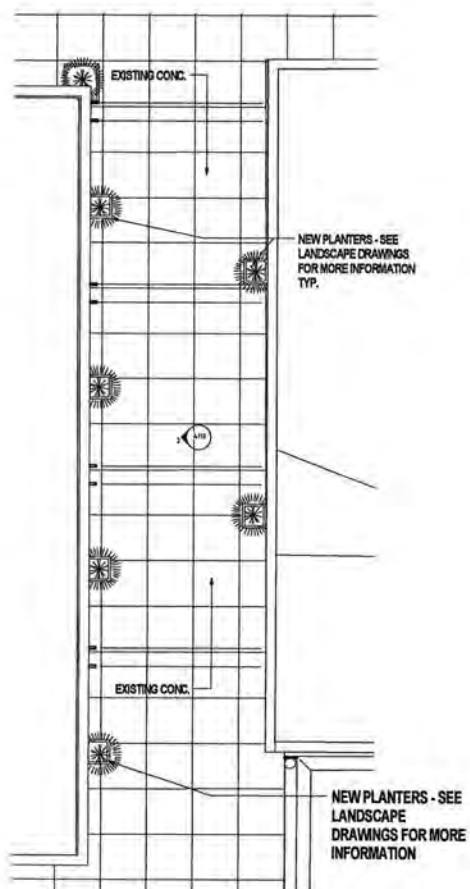 EXISTING CONC.
NEW PLANTERS - SEE
LANDSCAPE DRAWINGS
FOR MORE INFORMATION
TYP.
2
EXISTING CONC.
NEW PLANTERS - SEE
LANDSCAPE
DRAWINGS FOR MORE
INFORMATION